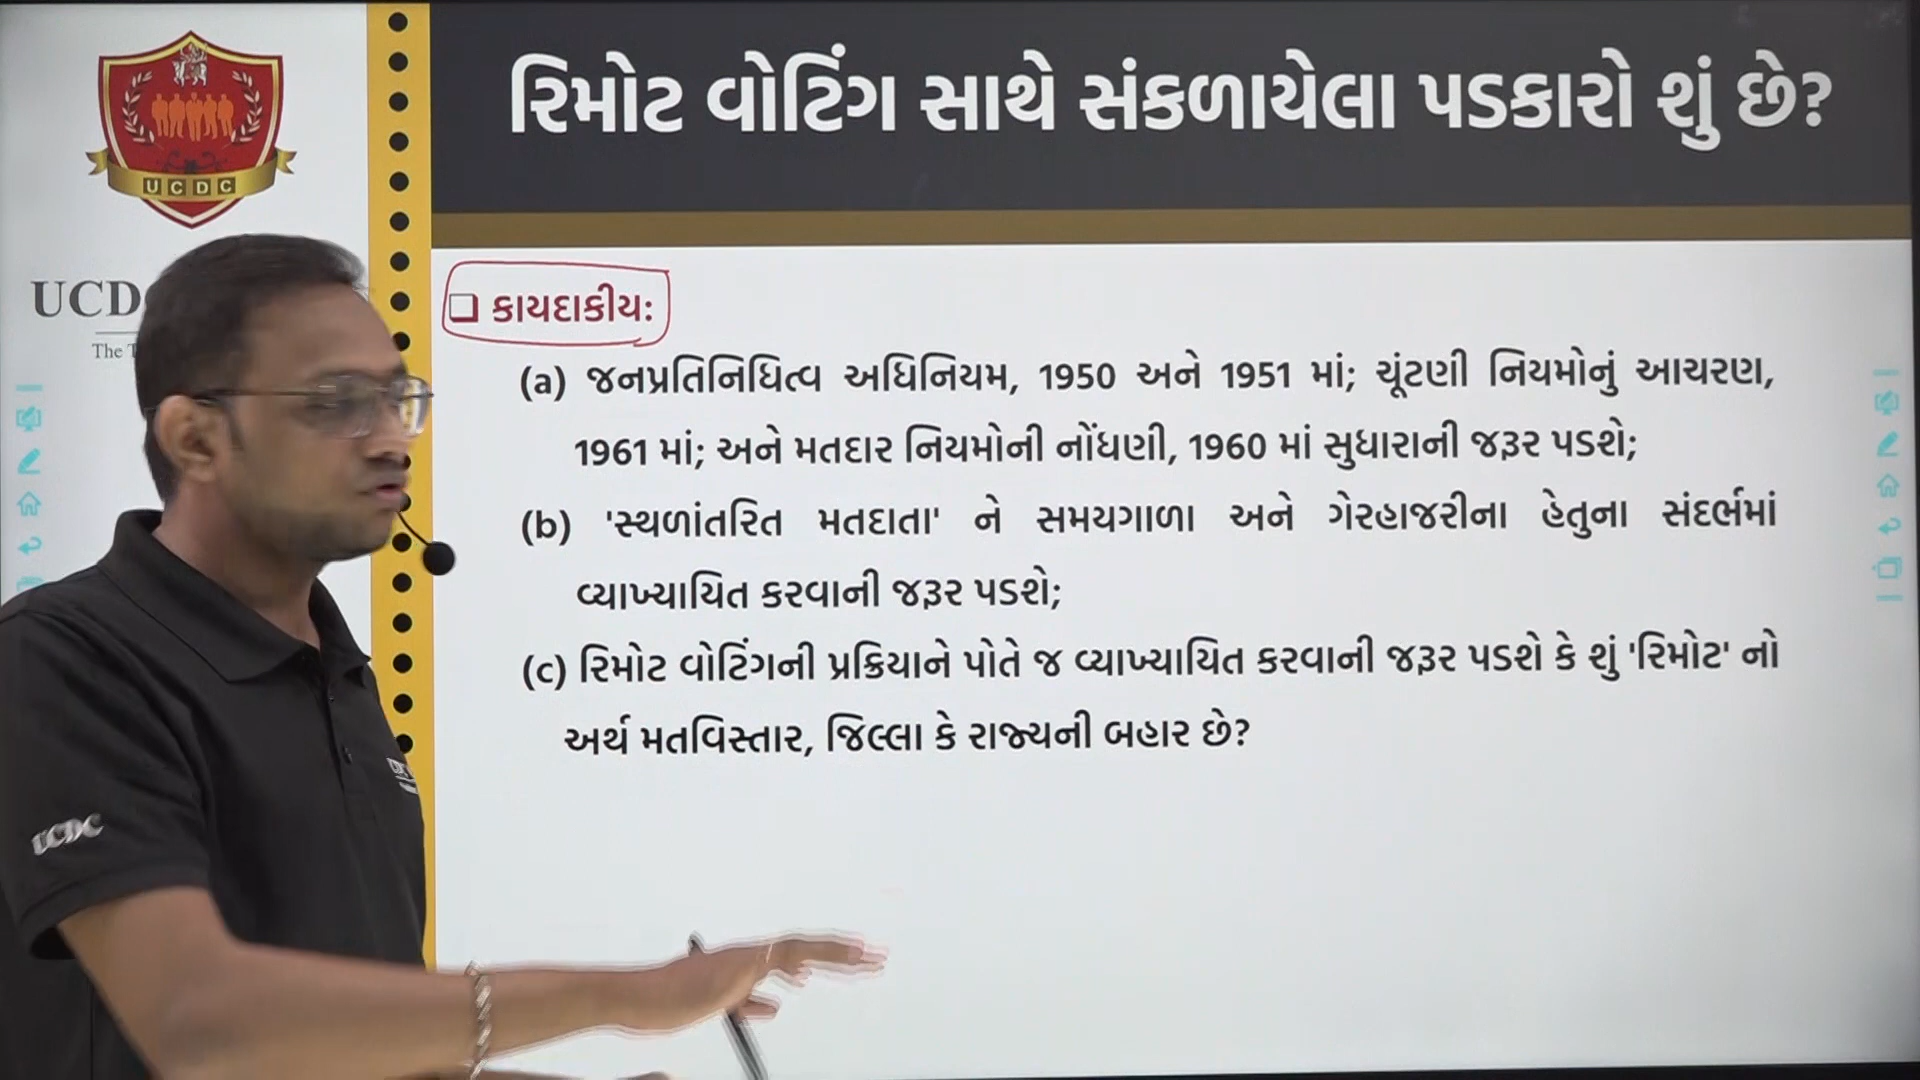 UCDC
રિમોટ વોટિંગ સાથે સંકળાયેલા પડકારો શું છે?
UCD
The T
❑ કાયદાકીય:
(a) જનપ્રતિનિધિત્વ અધિનિયમ, 1950 અને 1951 માં; ચૂંટણી નિયમોનું આચરણ,
1961 માં; અને મતદાર નિયમોની નોંધણી, 1960 માં સુધારાની જરૂર પડશે;
(b) 'સ્થળાંતરિત મતદાતા' ને સમયગાળા અને ગેરહાજરીના હેતુના સંદર્ભમાં
વ્યાખ્યાયિત કરવાની જરૂર પડશે;
(c) રિમોટ વોટિંગની પ્રક્રિયાને પોતે જ વ્યાખ્યાયિત કરવાની જરૂર પડશે કે શું 'રિમોટ' નો
અર્થ મતવિસ્તાર, જિલ્લા કે રાજ્યની બહાર છે?
UCDC